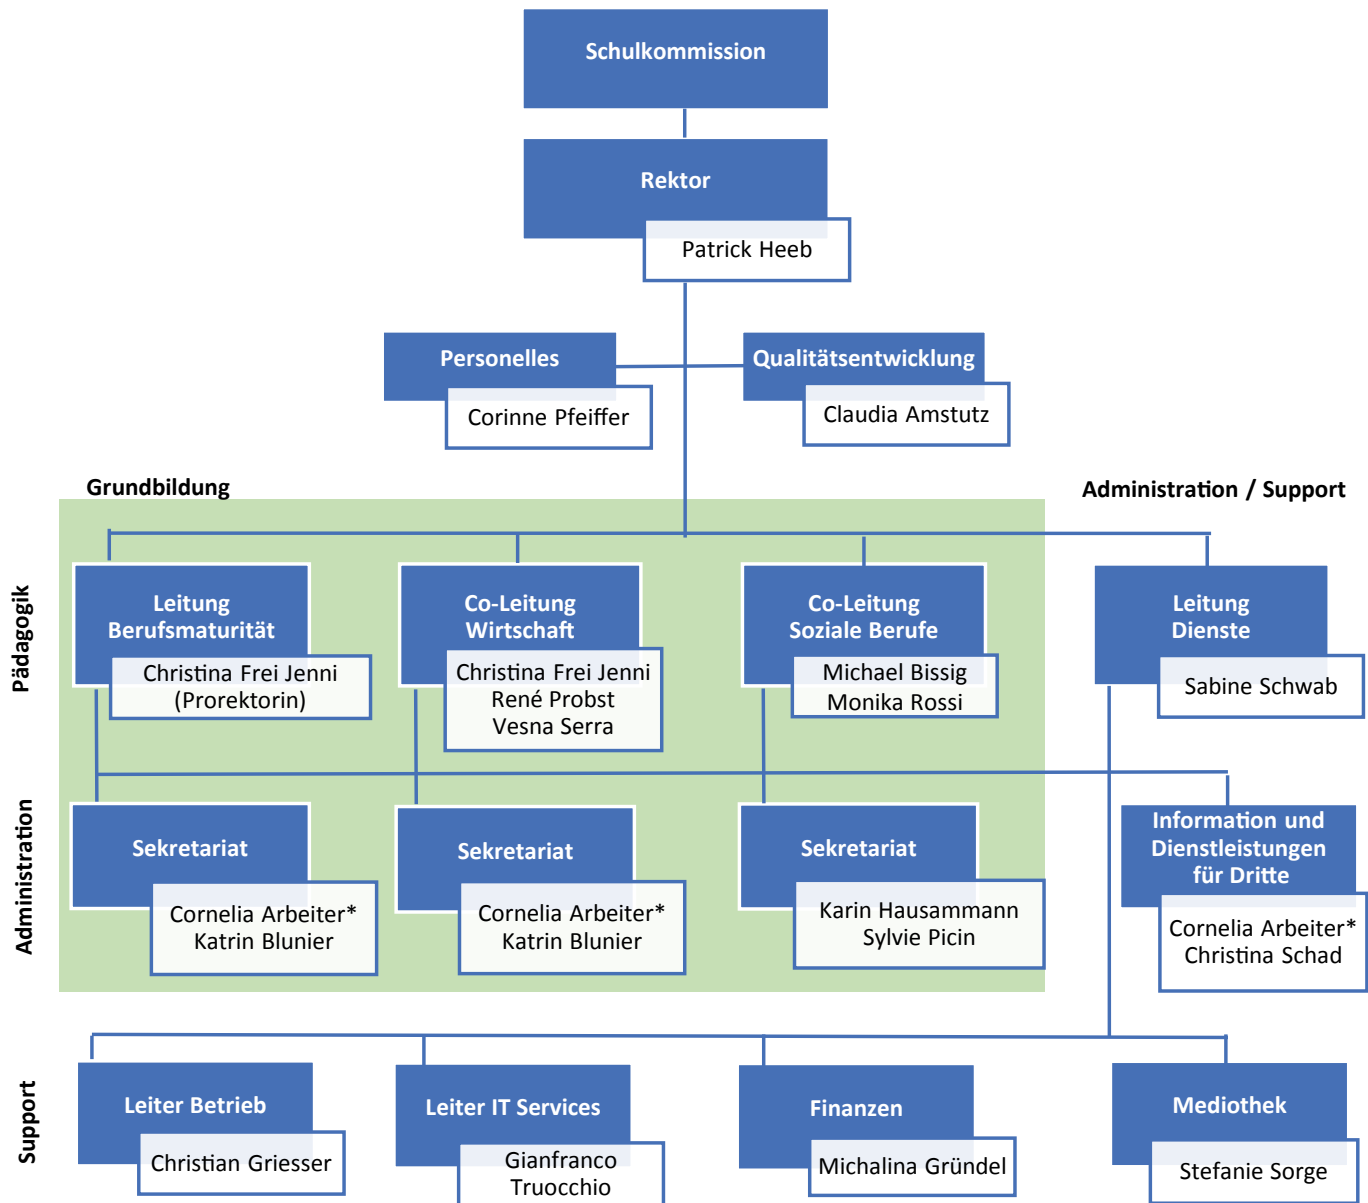 Schulkommission
Rektor
Patrick Heeb
Personelles
Corinne Pfeiffer
Qualitätsentwicklung
Claudia Amstutz
Grundbildung
Administration / Support
Pädagogik
Leitung
Berufsmaturität
Christina Frei Jenni
(Prorektorin)
Co-Leitung
Wirtschaft
Christina Frei Jenni
René Probst
Vesna Serra
Co-Leitung
Soziale Berufe
Michael Bissig
Monika Rossi
Leitung
Dienste
Sabine Schwab
Administration
Sekretariat
Cornelia Arbeiter*
Katrin Blunier
Sekretariat
Cornelia Arbeiter*
Katrin Blunier
Sekretariat
Karin Hausammann
Sylvie Picin
Information und
Dienstleistungen
für Dritte
Cornelia Arbeiter*
Christina Schad
Support
Leiter Betrieb
Christian Griesser
Leiter IT Services
Gianfranco
Truocchio
Finanzen
Michalina Gründel
Mediothek
Stefanie Sorge